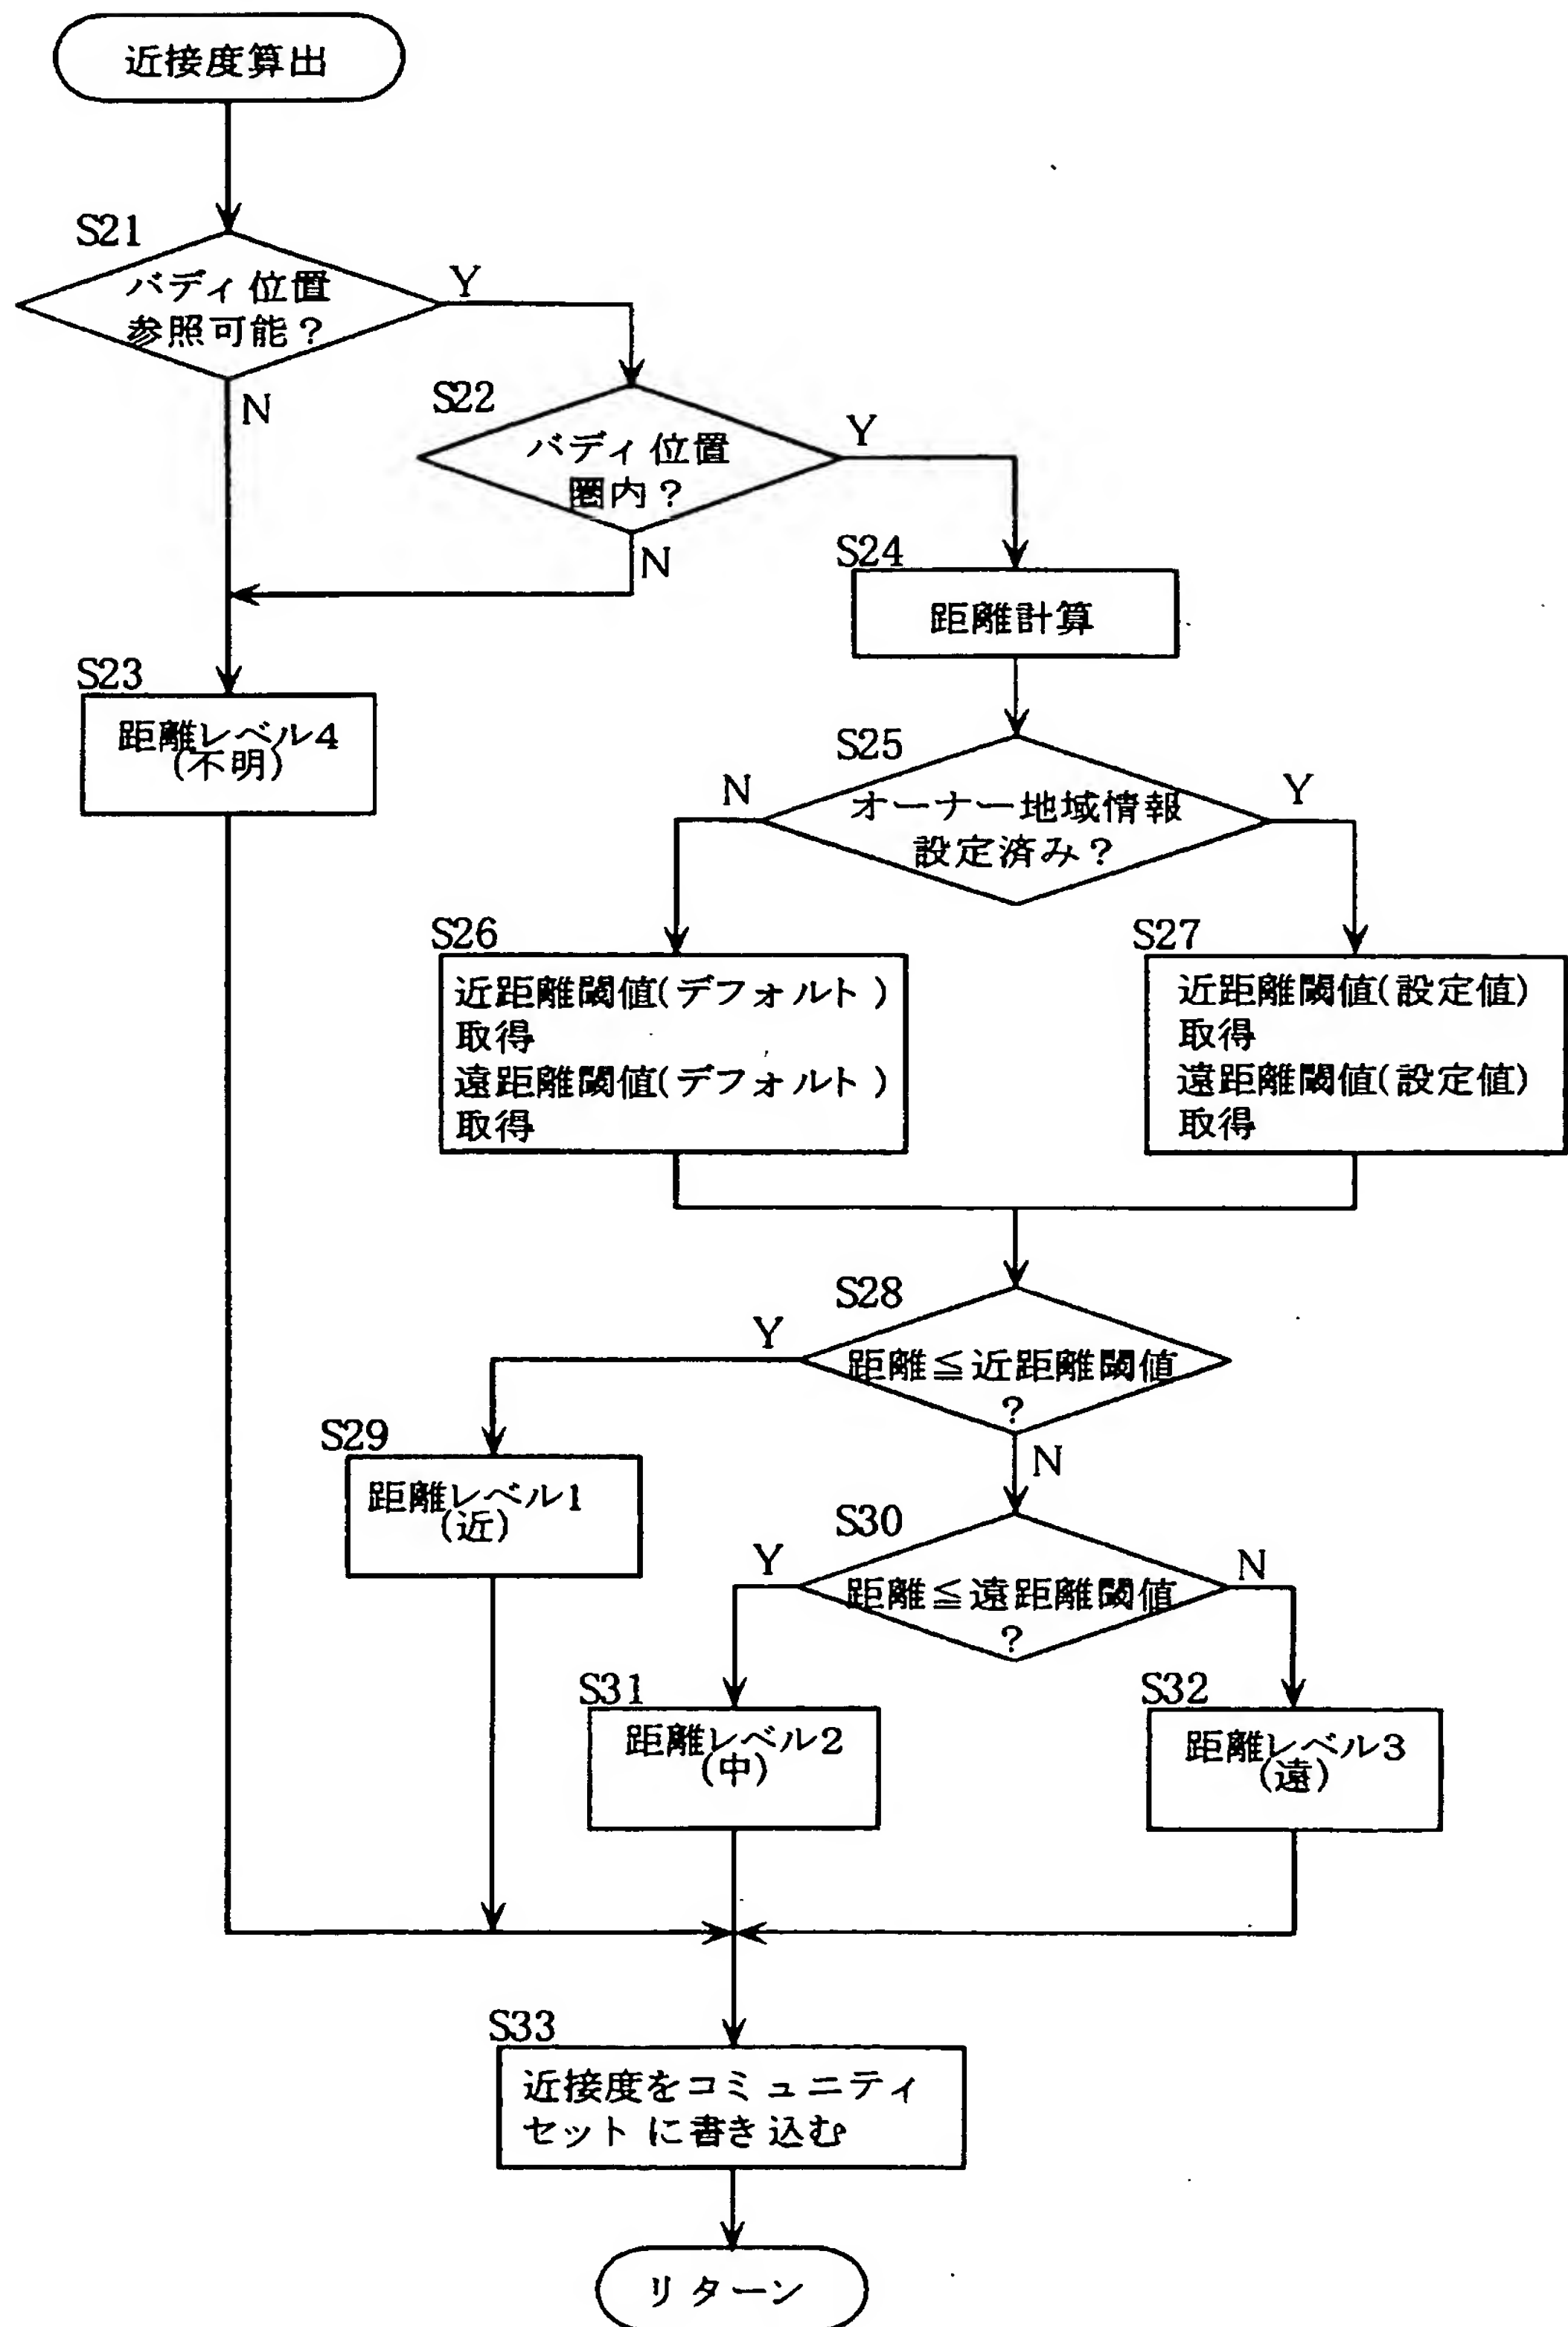 近接度算出
S21
バディ位置
参照可能？
Y
N
S22
バディ位置
圏内？
Y
N
S23
距離レベル4
(不明)
S24
距離計算
S25
オーナー地域情報
設定済み？
N
Y
S26
近距離閾値(デフォルト)
取得
遠距離閾値(デフォルト)
取得
S27
近距離閾値(設定値)
取得
遠距離閾値(設定値)
取得
S28
距離≦近距離閾値
？
Y
N
S29
距離レベル1
(近)
S30
距離≦遠距離閾値
？
Y
N
S31
距離レベル2
(中)
S32
距離レベル3
(遠)
S33
近接度をコミュニティ
セットに書き込む
リターン